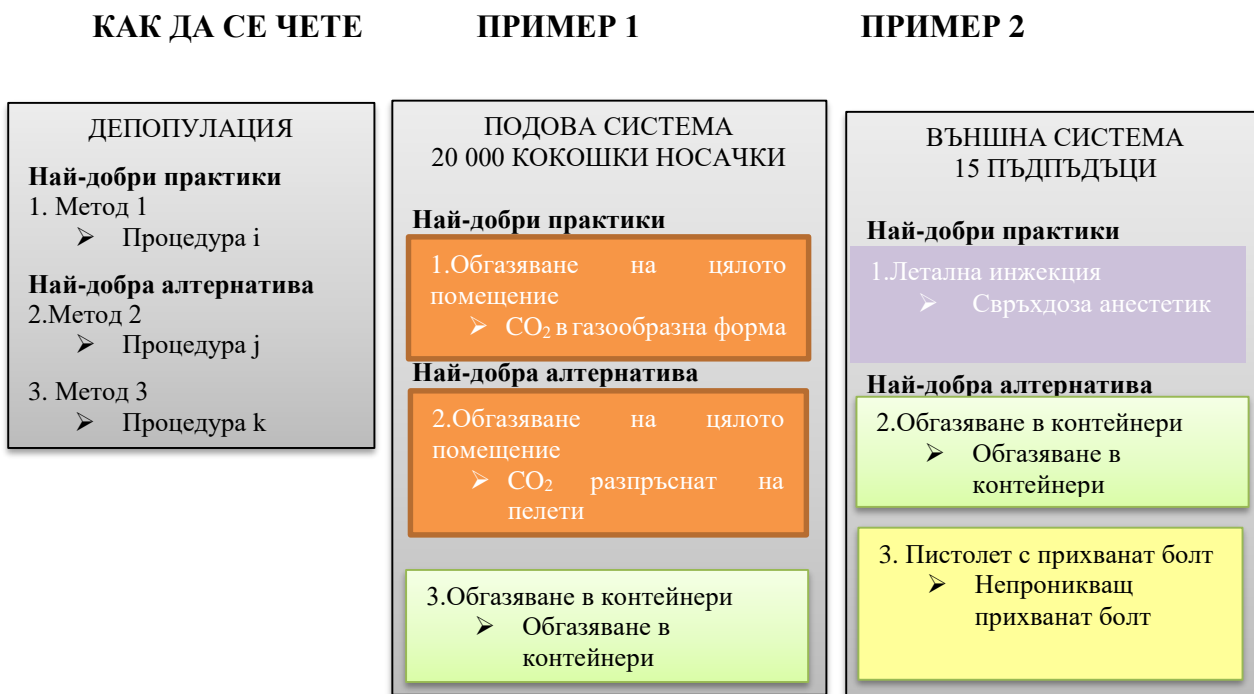 КАК ДА СЕ ЧЕТЕ
ПРИМЕР 1
ПРИМЕР 2
ДЕПОПУЛАЦИЯ
Най-добри практики
1. Метод 1
➢ Процедура i
Най-добра алтернатива
2.Метод 2
➢ Процедура j
3. Метод 3
➢ Процедура k
ПОДОВА СИСТЕМА
20 000 КОКОШКИ НОСАЧКИ
Най-добри практики
1.Обгазяване на цялото
помещение
➢ CO₂ в газообразна форма
Най-добра алтернатива
2.Обгазяване на цялото
помещение
➢ CO₂ разпръснат на
пелети
3.Обгазяване в контейнери
➢ Обгазяване в
контейнери
ВЪНШНА СИСТЕМА
15 ПЪДПЪДЪЦИ
Най-добри практики
1.Летална инжекция
➢ Свръхдоза анестетик
Най-добра алтернатива
2.Обгазяване в контейнери
➢ Обгазяване в
контейнери
3. Пистолет с прихванат болт
➢ Непроникващ
прихванат болт